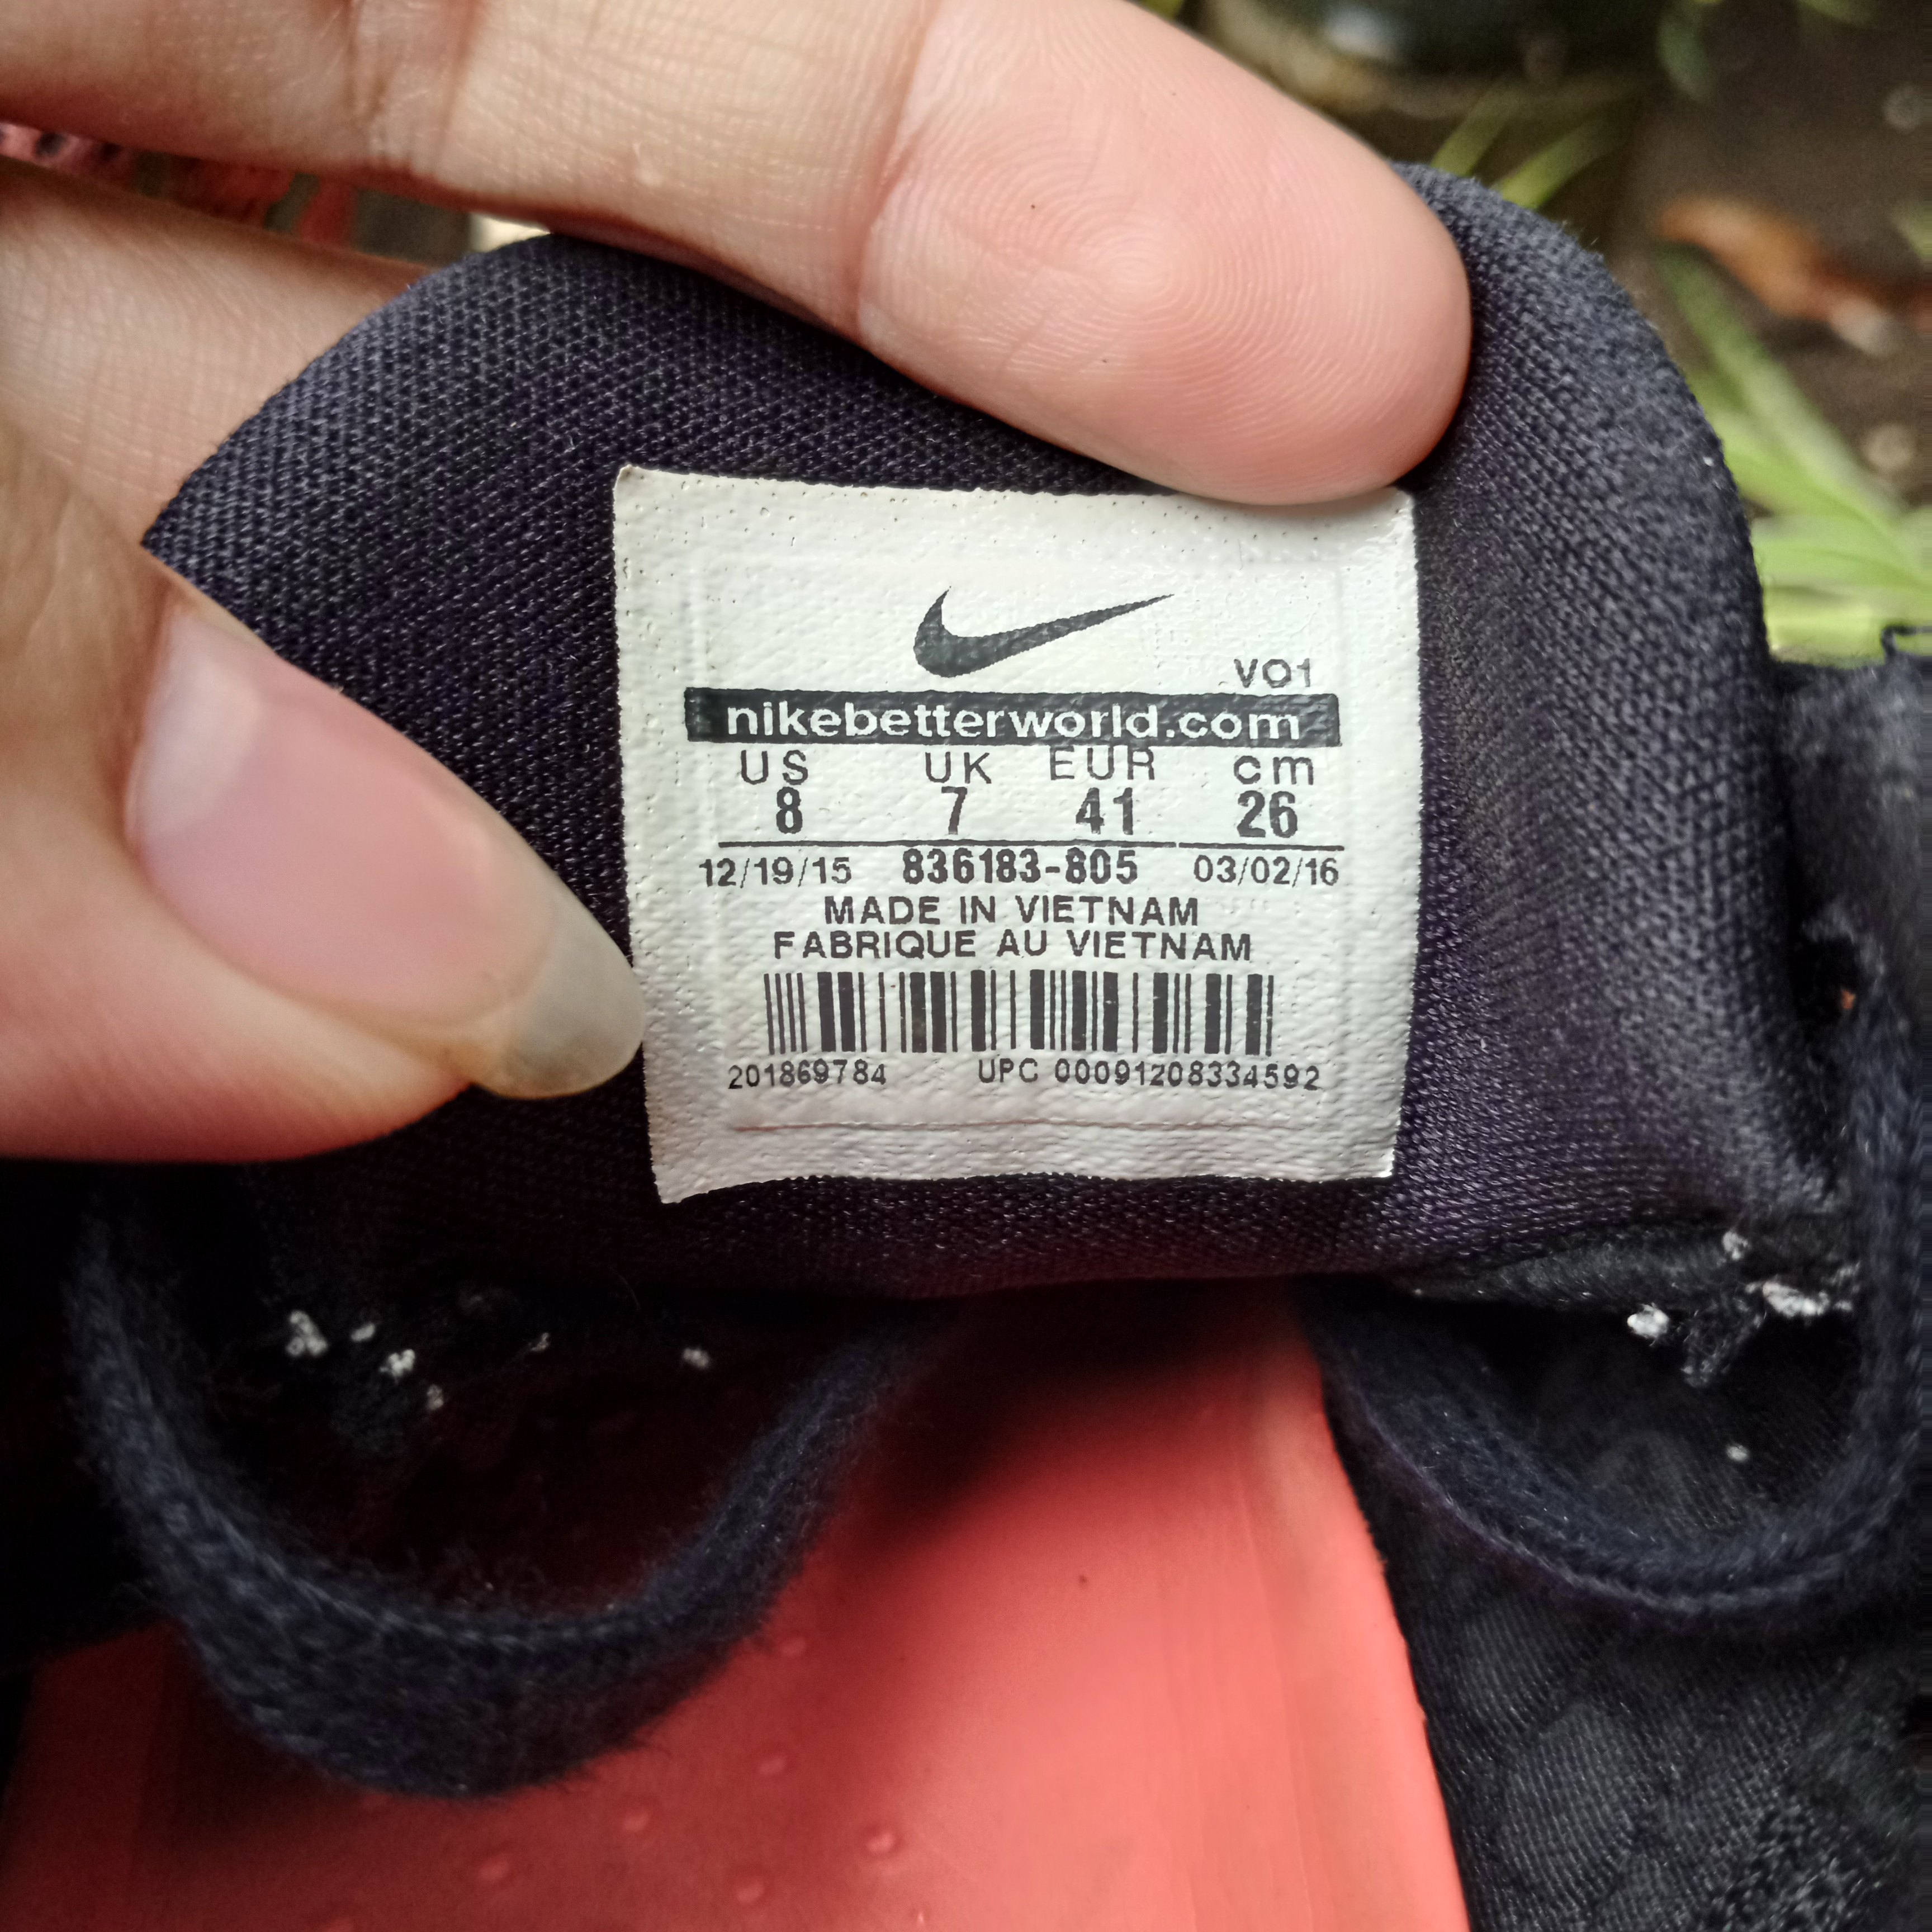 VO1
nikebetterworld.com
US UK EUR cm
8 7 41 26
12/19/15 836183-805 03/02/16
MADE IN VIETNAM
FABRIQUE AU VIETNAM
201869784 UPC 00091208334592